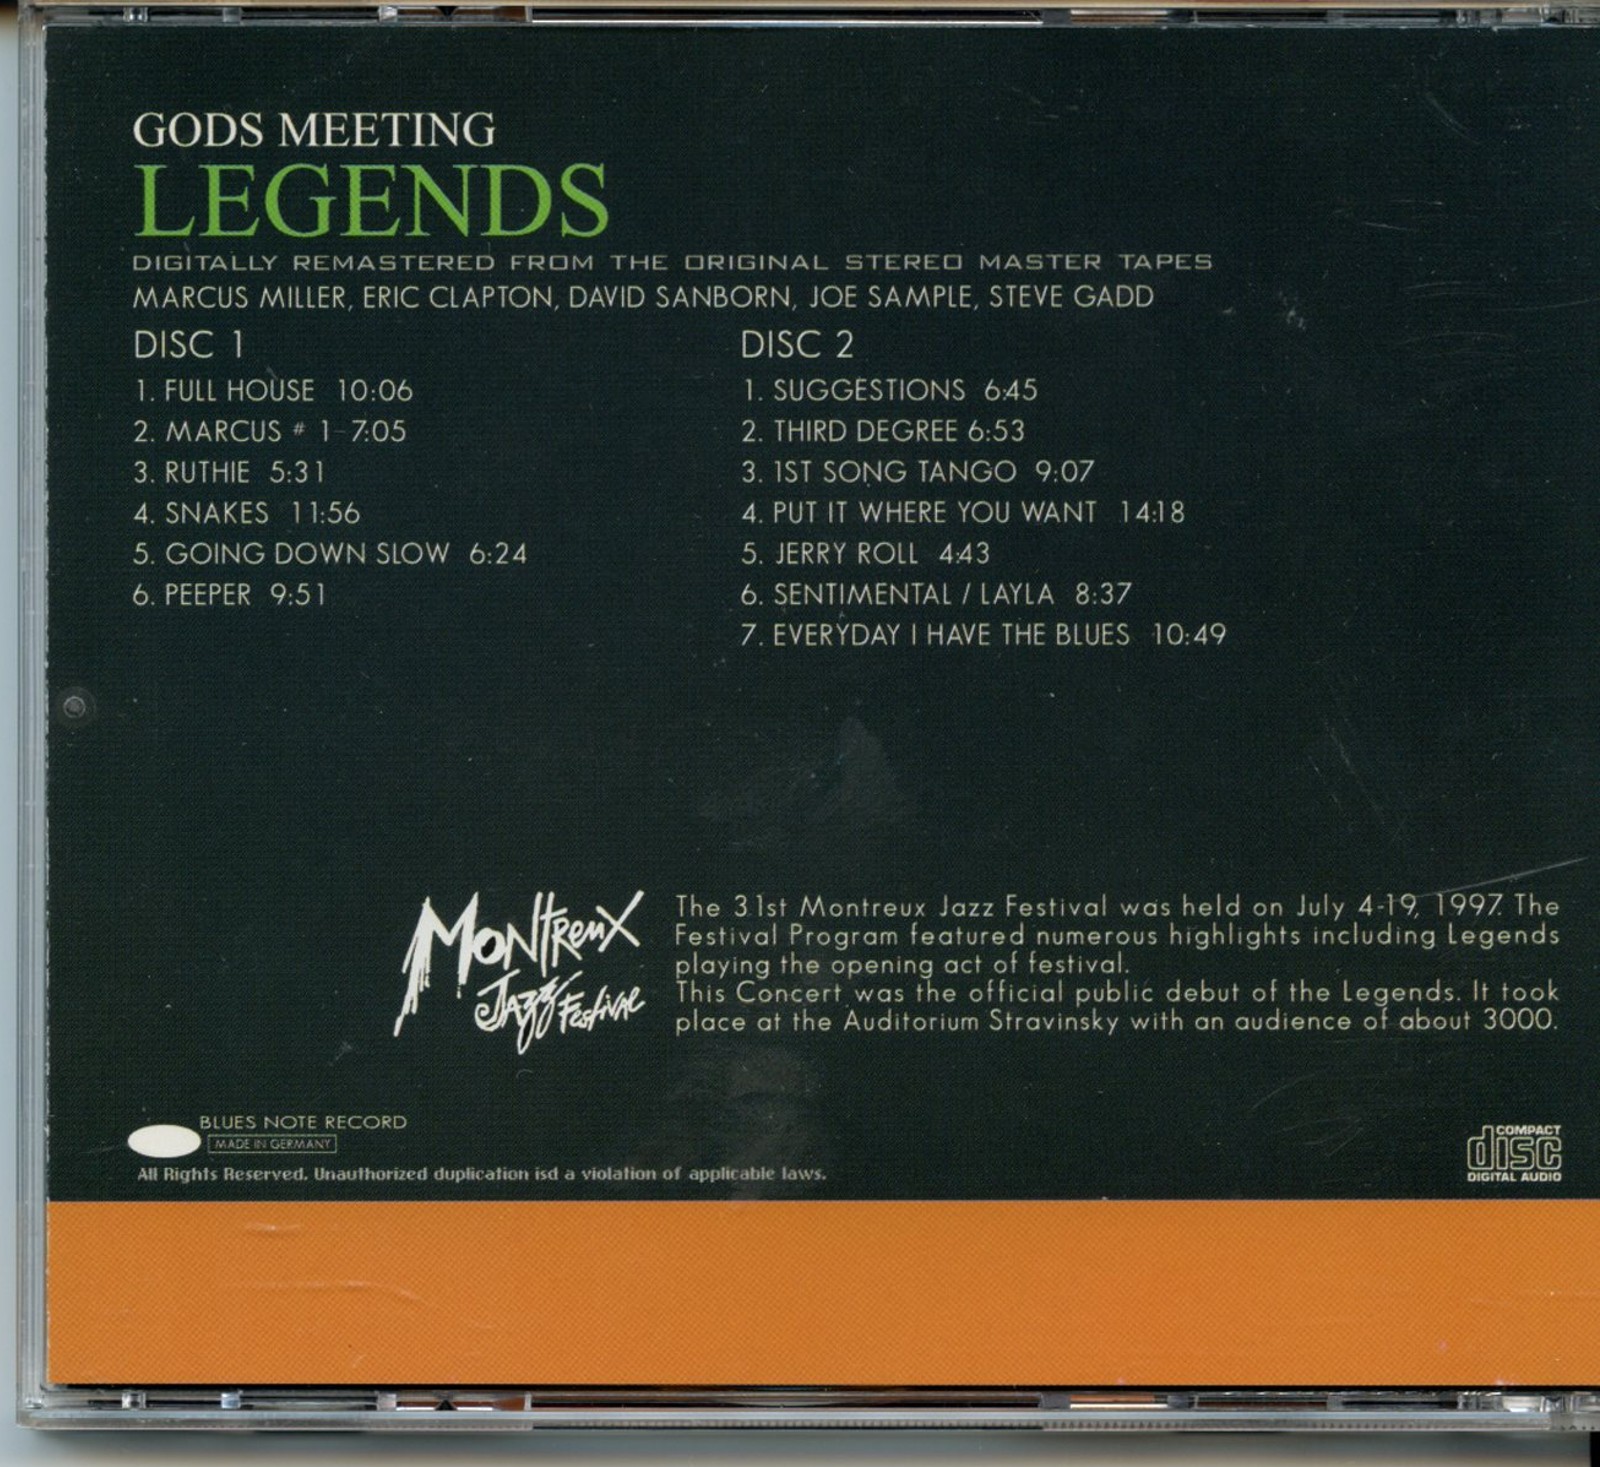 GODS MEETING
LEGENDS
DIGITALLY REMASTERED FROM THE ORIGINAL STEREO MASTER TAPES
MARCUS MILLER, ERIC CLAPTON, DAVID SANBORN, JOE SAMPLE, STEVE GADD
DISC 1
1. FULL HOUSE 10:06
2. MARCUS # 1 7:05
3. RUTHIE 5:31
4. SNAKES 11:56
5. GOING DOWN SLOW 6:24
6. PEEPER 9:51
DISC 2
1. SUGGESTIONS 6:45
2. THIRD DEGREE 6:53
3. 1ST SONG TANGO 9:07
4. PUT IT WHERE YOU WANT 14:18
5. JERRY ROLL 4:43
6. SENTIMENTAL / LAYLA 8:37
7. EVERYDAY I HAVE THE BLUES 10:49
MONTREUX
JAZZ Festival
The 31st Montreux Jazz Festival was held on July 4-19, 1997. The
Festival Program featured numerous highlights including Legends
playing the opening act of festival.
This Concert was the official public debut of the Legends. It took
place at the Auditorium Stravinsky with an audience of about 3000.
BLUES NOTE RECORD
MADE IN GERMANY
All Rights Reserved. Unauthorized duplication isd a violation of applicable laws.
COMPACT
disc
DIGITAL AUDIO